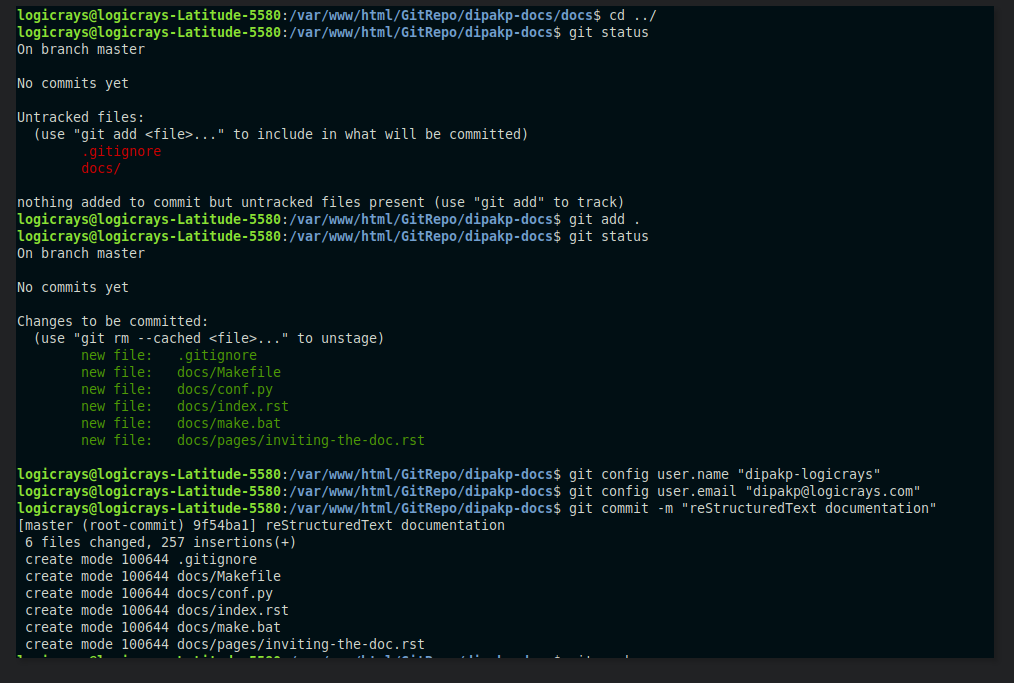 logicrays@logicrays-Latitude-5580:/var/www/html/GitRepo/dipakp-docs/docs$ cd ../
logicrays@logicrays-Latitude-5580:/var/www/html/GitRepo/dipakp-docs$ git status
On branch master
No commits yet
Untracked files:
(use "git add <file>..." to include in what will be committed)
.gitignore
docs/
nothing added to commit but untracked files present (use "git add" to track)
logicrays@logicrays-Latitude-5580:/var/www/html/GitRepo/dipakp-docs$ git add .
logicrays@logicrays-Latitude-5580:/var/www/html/GitRepo/dipakp-docs$ git status
On branch master
No commits yet
Changes to be committed:
(use "git rm --cached <file>..." to unstage)
new file:   .gitignore
new file:   docs/Makefile
new file:   docs/conf.py
new file:   docs/index.rst
new file:   docs/make.bat
new file:   docs/pages/inviting-the-doc.rst
logicrays@logicrays-Latitude-5580:/var/www/html/GitRepo/dipakp-docs$ git config user.name "dipakp-logicrays"
logicrays@logicrays-Latitude-5580:/var/www/html/GitRepo/dipakp-docs$ git config user.email "dipakp@logicrays.com"
logicrays@logicrays-Latitude-5580:/var/www/html/GitRepo/dipakp-docs$ git commit -m "reStructuredText documentation"
[master (root-commit) 9f54ba1] reStructuredText documentation
6 files changed, 257 insertions(+)
create mode 100644 .gitignore
create mode 100644 docs/Makefile
create mode 100644 docs/conf.py
create mode 100644 docs/index.rst
create mode 100644 docs/make.bat
create mode 100644 docs/pages/inviting-the-doc.rst